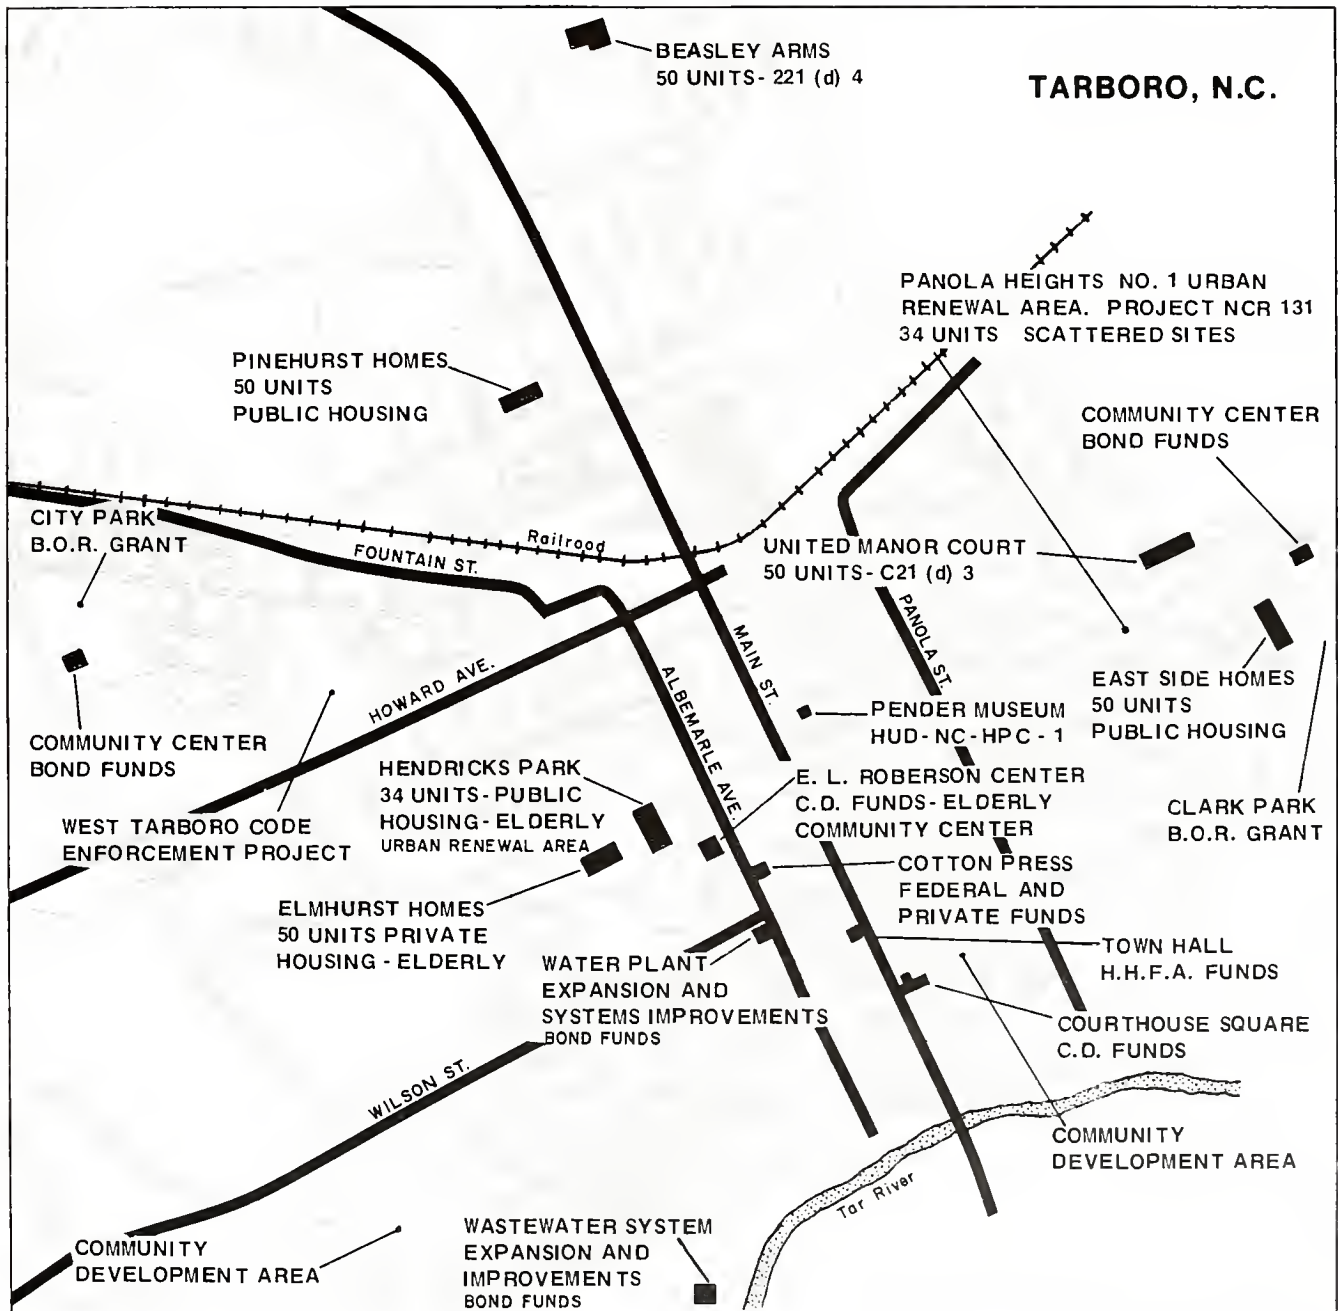 BEASLEY ARMS
50 UNITS- 221 (d) 4
TARBORO, N.C.
PANOLA HEIGHTS NO. 1 URBAN
RENEWAL AREA. PROJECT NCR 131
34 UNITS SCATTERED SITES
PINEHURST HOMES
50 UNITS
PUBLIC HOUSING
COMMUNITY CENTER
BOND FUNDS
CITY PARK
B.O.R. GRANT
Railroad
FOUNTAIN ST.
UNITED MANOR COURT
50 UNITS- C21 (d) 3
PANOLA ST.
MAIN ST.
HOWARD AVE.
ALBEMARLE AVE.
EAST SIDE HOMES
50 UNITS
PUBLIC HOUSING
PENDER MUSEUM
HUD-NC-HPC-1
COMMUNITY CENTER
BOND FUNDS
HENDRICKS PARK
34 UNITS-PUBLIC
HOUSING-ELDERLY
URBAN RENEWAL AREA
E. L. ROBERSON CENTER
C.D. FUNDS-ELDERLY
COMMUNITY CENTER
CLARK PARK
B.O.R. GRANT
WEST TARBORO CODE
ENFORCEMENT PROJECT
COTTON PRESS
FEDERAL AND
PRIVATE FUNDS
ELMHURST HOMES
50 UNITS PRIVATE
HOUSING - ELDERLY
TOWN HALL
H.H.F.A. FUNDS
WATER PLANT
EXPANSION AND
SYSTEMS IMPROVEMENTS
BOND FUNDS
COURTHOUSE SQUARE
C.D. FUNDS
WILSON ST.
COMMUNITY
DEVELOPMENT AREA
Tar River
WASTEWATER SYSTEM
EXPANSION AND
IMPROVEMENTS
BOND FUNDS
COMMUNITY
DEVELOPMENT AREA